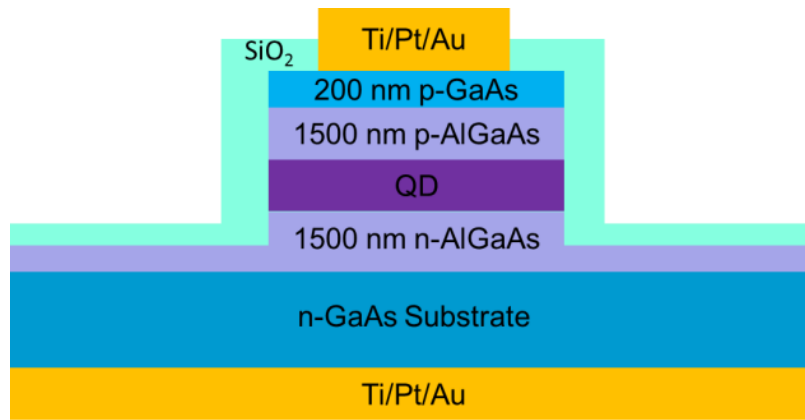 Ti/Pt/Au
SiO₂
200 nm p-GaAs
1500 nm p-AlGaAs
QD
1500 nm n-AlGaAs
n-GaAs Substrate
Ti/Pt/Au